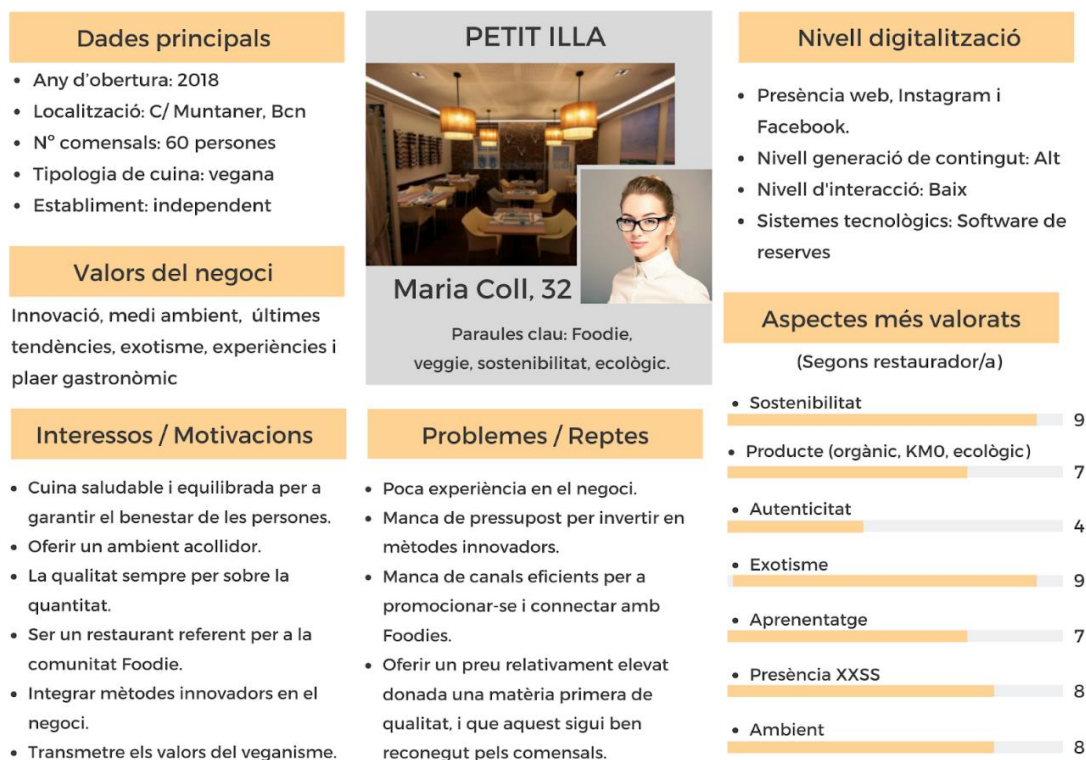 Dades principals
• Any d'obertura: 2018
• Localització: C/ Muntaner, Bcn
• Nº comensals: 60 persones
• Tipologia de cuina: vegana
• Establiment: independent
Valors del negoci
Innovació, medi ambient, últimes
tendències, exotisme, experiències i
plaer gastronòmic
PETIT ILLA
Maria Coll, 32
Paraules clau: Foodie,
veggie, sostenibilitat, ecològic.
Nivell digitalització
• Presència web, Instagram i
Facebook.
• Nivell generació de contingut: Alt
• Nivell d'interacció: Baix
• Sistemes tecnològics: Software de
reserves
Interessos / Motivacions
• Cuina saludable i equilibrada per a
garantir el benestar de les persones.
• Oferir un ambient acollidor.
• La qualitat sempre per sobre la
quantitat.
• Ser un restaurant referent per a la
comunitat Foodie.
• Integrar mètodes innovadors en el
negoci.
• Transmetre els valors del veganisme.
Problemes / Reptes
• Poca experiència en el negoci.
• Manca de pressupost per invertir en
mètodes innovadors.
• Manca de canals eficients per a
promocionar-se i connectar amb
Foodies.
• Oferir un preu relativament elevat
donada una matèria primera de
qualitat, i que aquest sigui ben
reconegut pels comensals.
Aspectes més valorats
(Segons restaurador/a)
• Sostenibilitat
9
• Producte (orgànic, KM0, ecològic)
7
• Autenticitat
4
• Exotisme
9
• Aprenentatge
7
• Presència XXSS
8
• Ambient
8